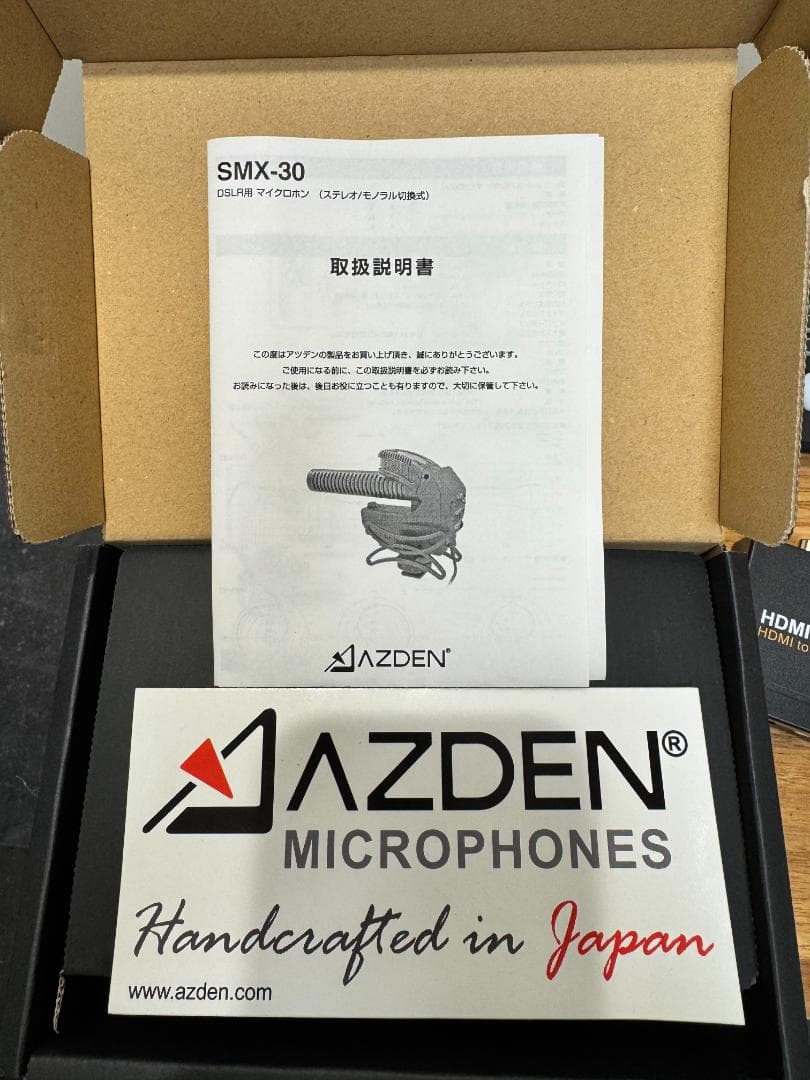 SMX-30
DSLR用 マイクロホン （ステレオ/モノラル切換式）
取扱説明書
この度はアツデンの製品をお買い上げ頂き、誠にありがとうございます。
ご使用になる前に、この取扱説明書を必ずお読み下さい。
お読みになった後は、後日お役に立つことも有りますので、大切に保管して下さい。
AZDEN®
HDMI
HDMI to
AZDEN®
MICROPHONES
Handcrafted in Japan
www.azden.com